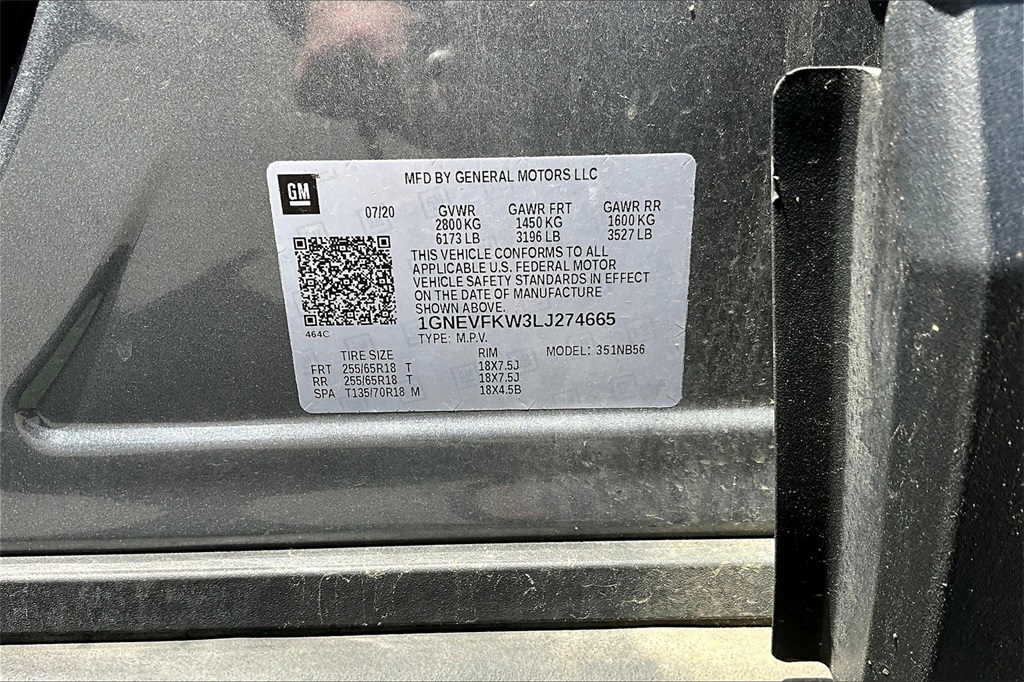 GM
MFD BY GENERAL MOTORS LLC
07/20 GVWR GAWR FRT GAWR RR
2800 KG 1450 KG 1600 KG
6173 LB 3196 LB 3527 LB
THIS VEHICLE CONFORMS TO ALL
APPLICABLE U.S. FEDERAL MOTOR
VEHICLE SAFETY STANDARDS IN EFFECT
ON THE DATE OF MANUFACTURE
SHOWN ABOVE.
464C
1GNEVFKW3LJ274665
TYPE: M.P.V.
TIRE SIZE RIM MODEL: 351NB56
FRT 255/65R18 T 18X7.5J
RR 255/65R18 T 18X7.5J
SPA T135/70R18 M 18X4.5B